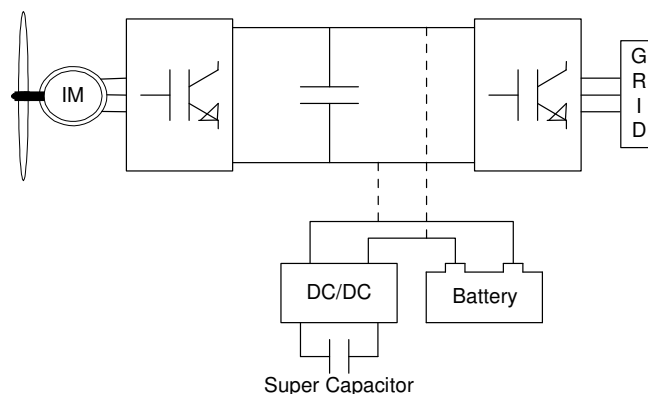 IM
G
R
I
D
DC/DC
Battery
Super Capacitor